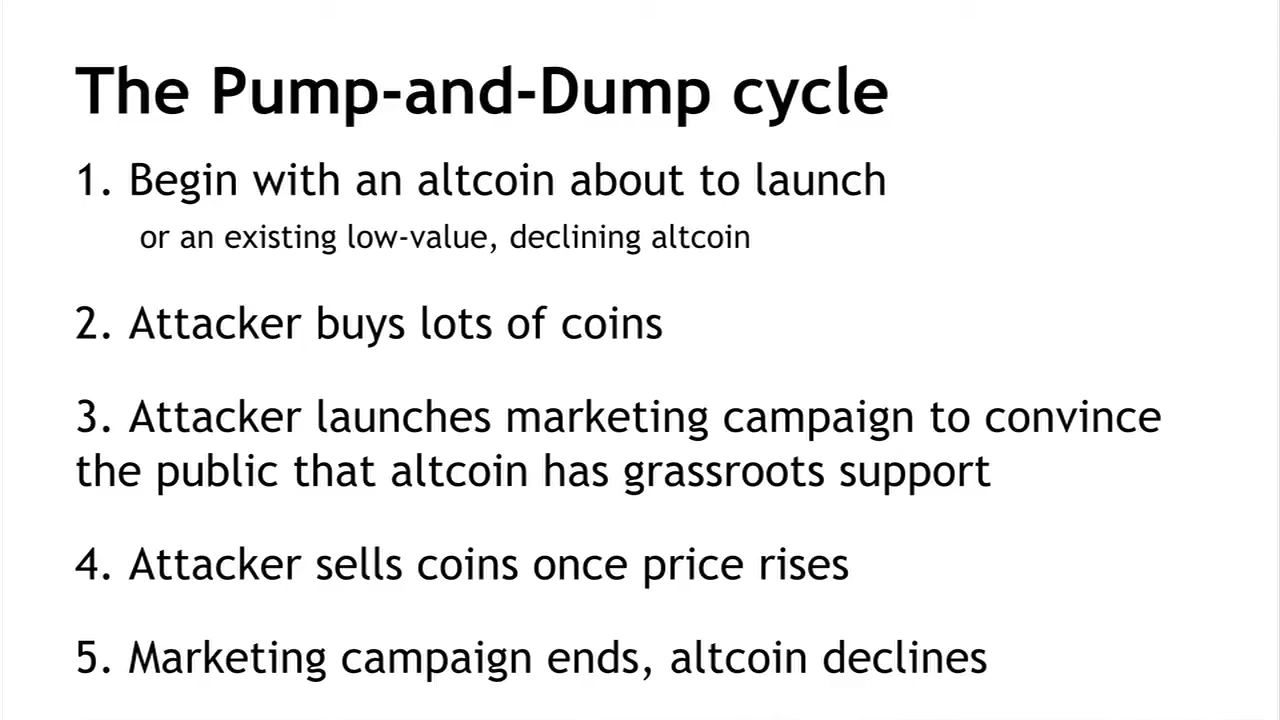 The Pump-and-Dump cycle
1. Begin with an altcoin about to launch
or an existing low-value, declining altcoin
2. Attacker buys lots of coins
3. Attacker launches marketing campaign to convince
the public that altcoin has grassroots support
4. Attacker sells coins once price rises
5. Marketing campaign ends, altcoin declines